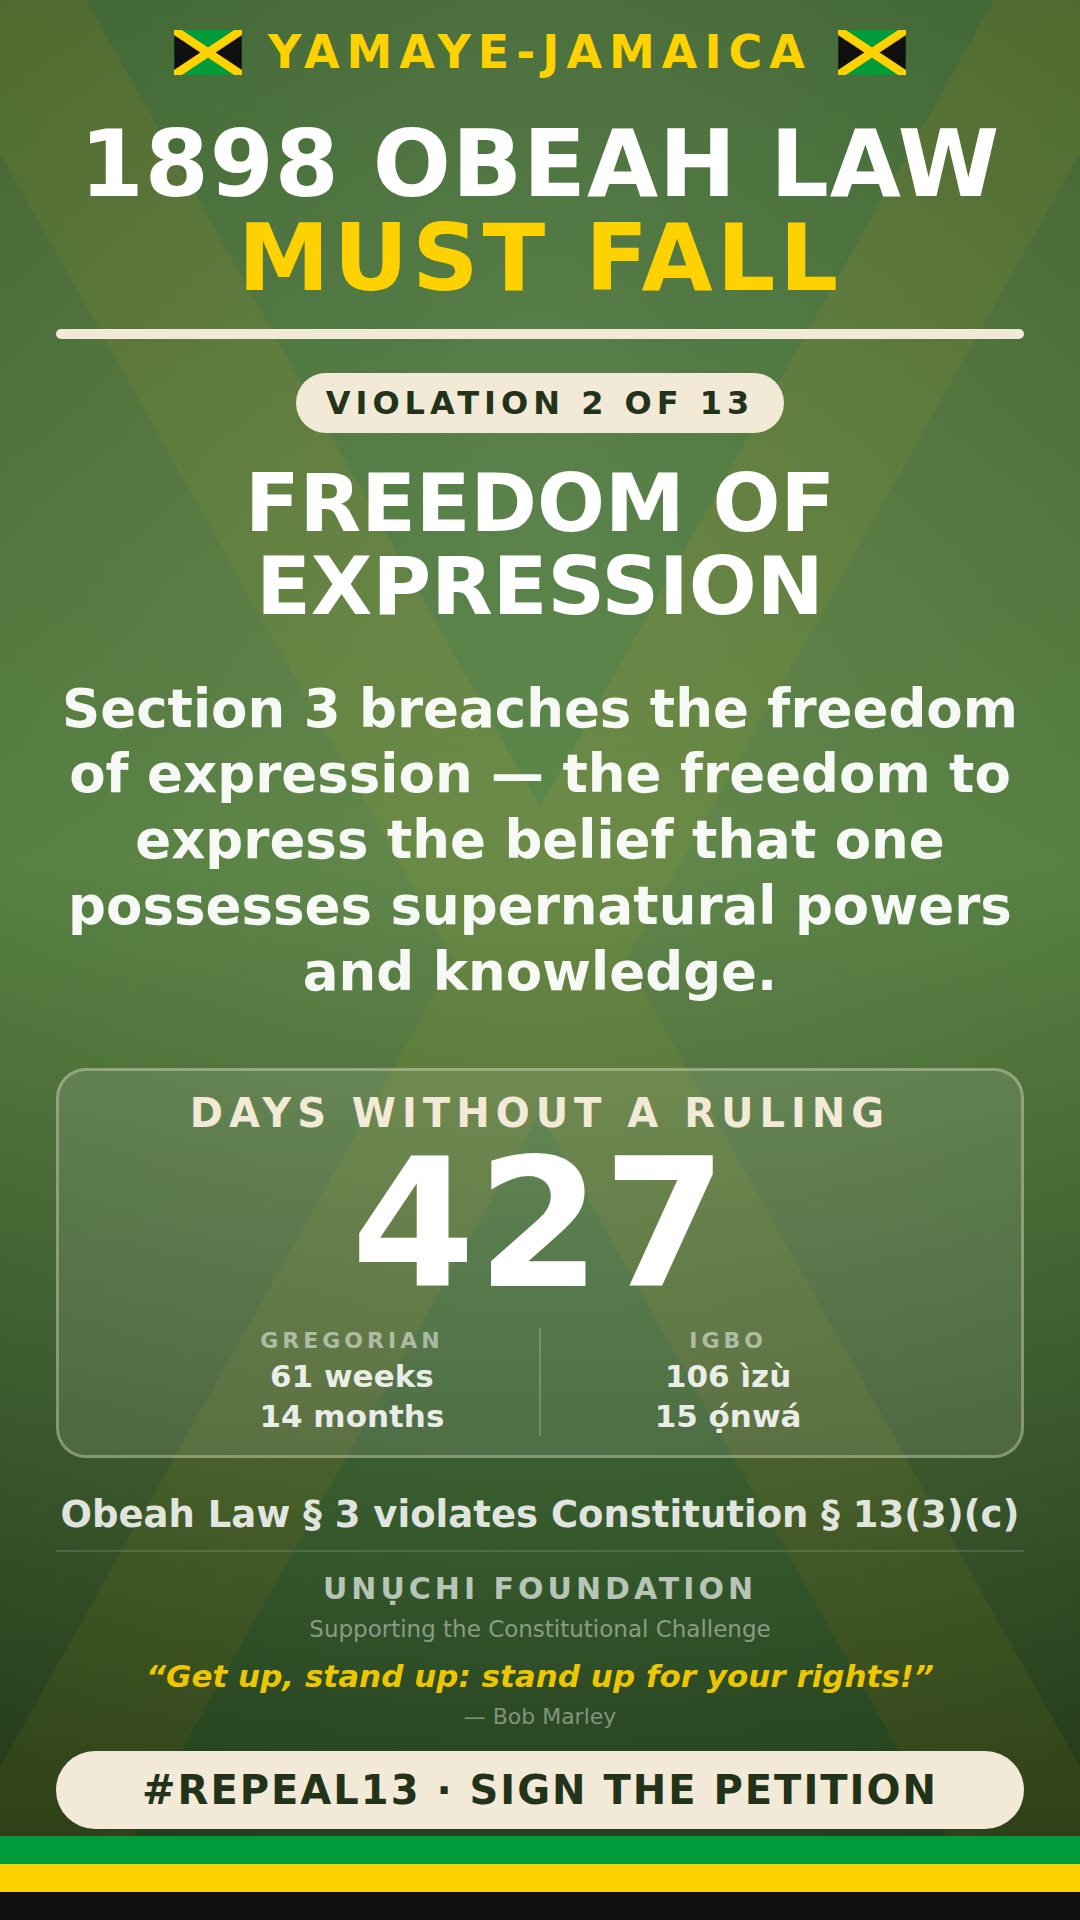 YAMAYE-JAMAICA
1898 OBEAH LAW
MUST FALL
VIOLATION 2 OF 13
FREEDOM OF
EXPRESSION
Section 3 breaches the freedom
of expression — the freedom to
express the belief that one
possesses supernatural powers
and knowledge.
DAYS WITHOUT A RULING
427
GREGORIAN
61 weeks
14 months
IGBO
106 ìzù
15 ọ́nwá
Obeah Law § 3 violates Constitution § 13(3)(c)
UNỤCHI FOUNDATION
Supporting the Constitutional Challenge
“Get up, stand up: stand up for your rights!”
— Bob Marley
#REPEAL13 · SIGN THE PETITION